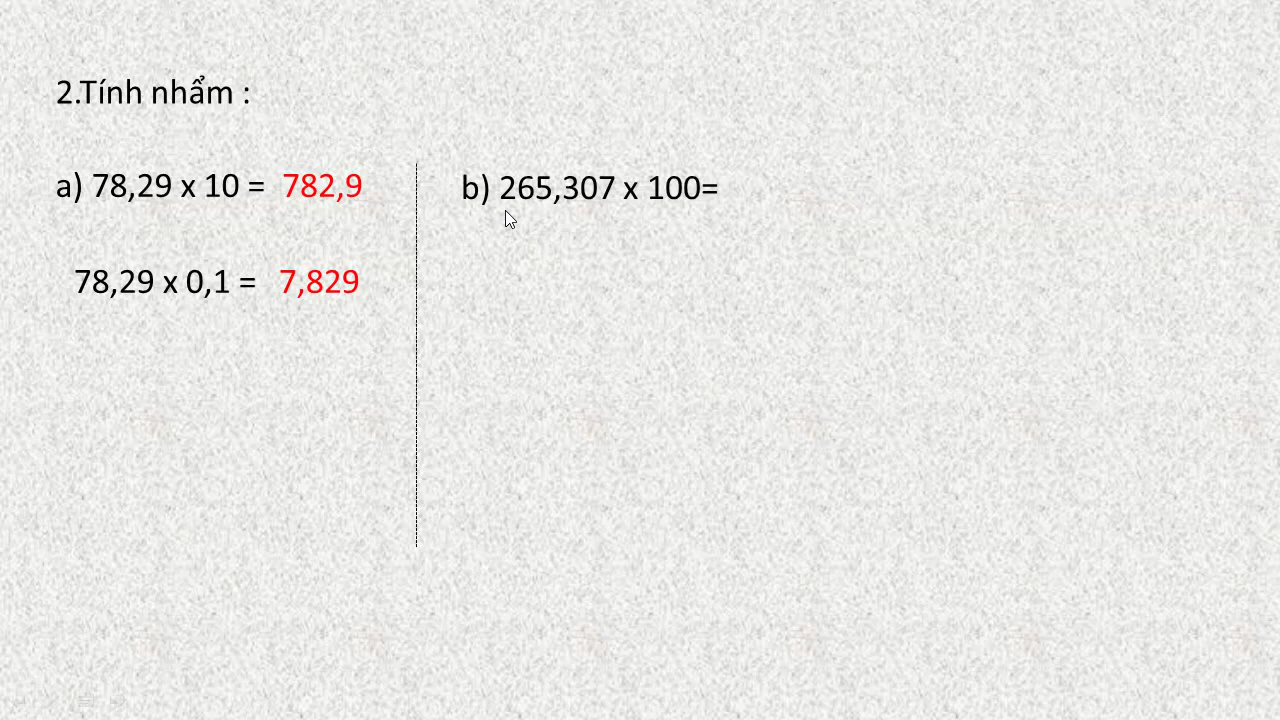 2.Tính nhẩm :
a) 78,29 x 10 = 782,9
78,29 x 0,1 = 7,829
b) 265,307 x 100=